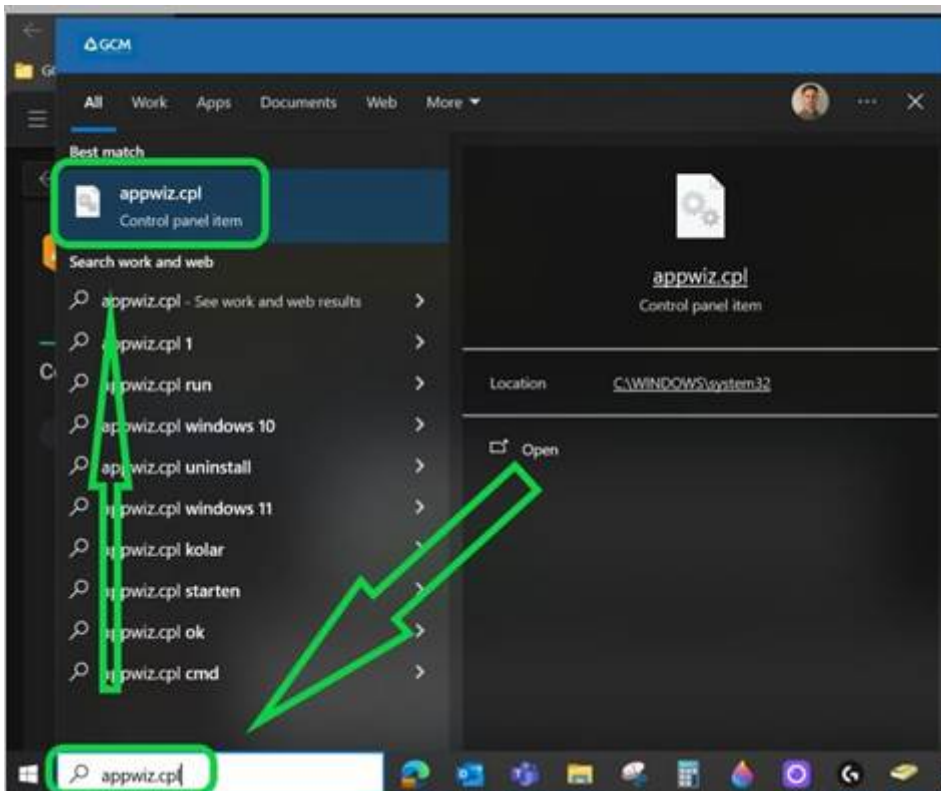 GCM
All Work Apps Documents Web More
Best match
appwiz.cpl
Control panel item
Search work and web
appwiz.cpl - See work and web results
appwiz.cpl 1
appwiz.cpl run
appwiz.cpl windows 10
appwiz.cpl uninstall
appwiz.cpl windows 11
appwiz.cpl kolar
appwiz.cpl starten
appwiz.cpl ok
appwiz.cpl cmd
appwiz.cpl
Control panel item
Location C:\WINDOWS\system32
Open
appwiz.cpl